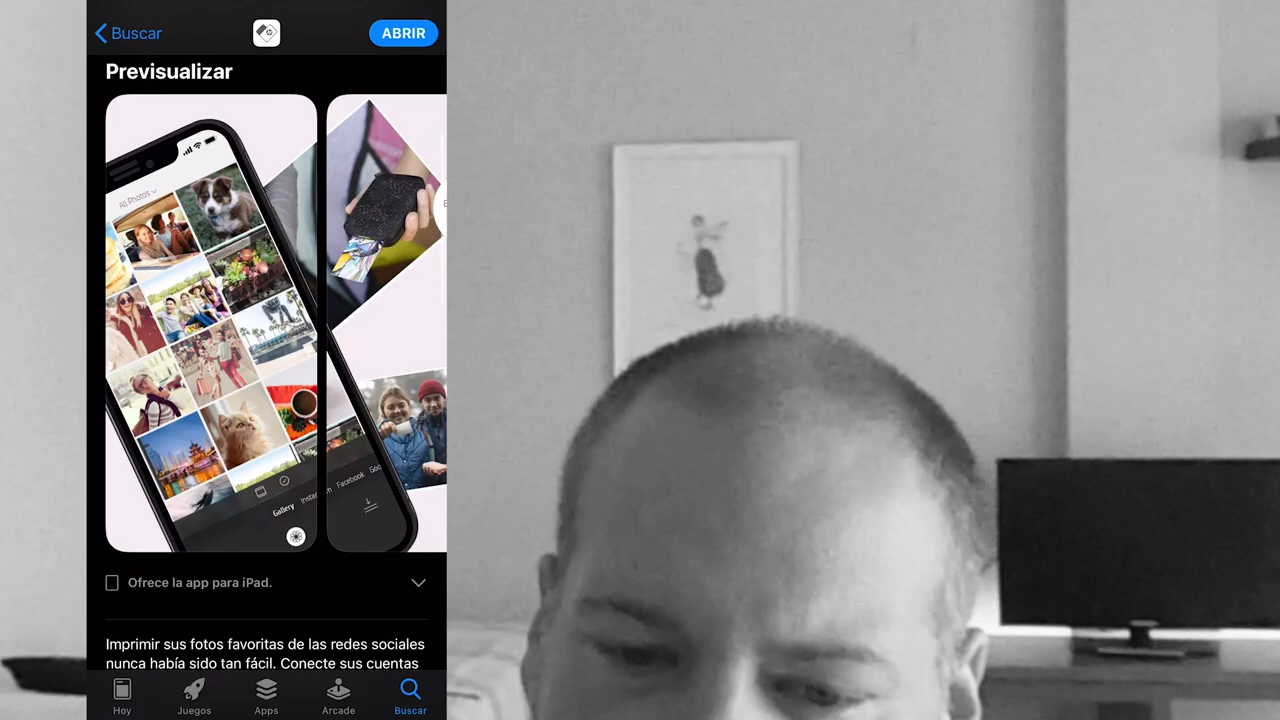 Buscar
ABRIR
Previsualizar
All Photos
Gallery
Instagram
Facebook
Ofrece la app para iPad.
Imprimir sus fotos favoritas de las redes sociales
nunca había sido tan fácil. Conecte sus cuentas
Hoy
Juegos
Apps
Arcade
Buscar